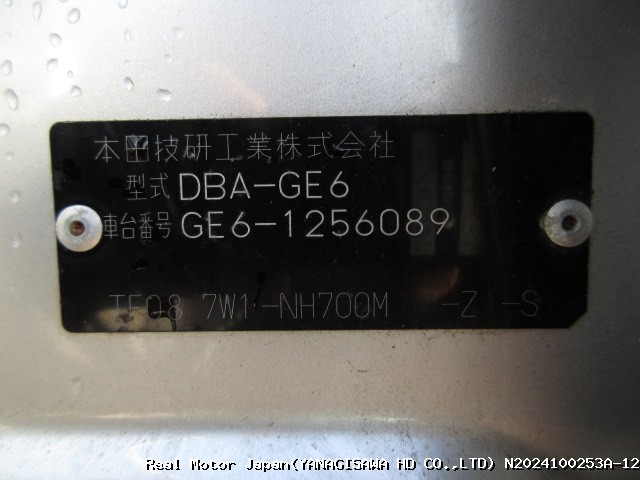 本田技研工業株式会社
型式 DBA-GE6
車台番号 GE6-1256089
TF08 7W1-NH700M -Z -S
Real Motor Japan(YANAGISAWA HD CO.,LTD) N2024100253A-12